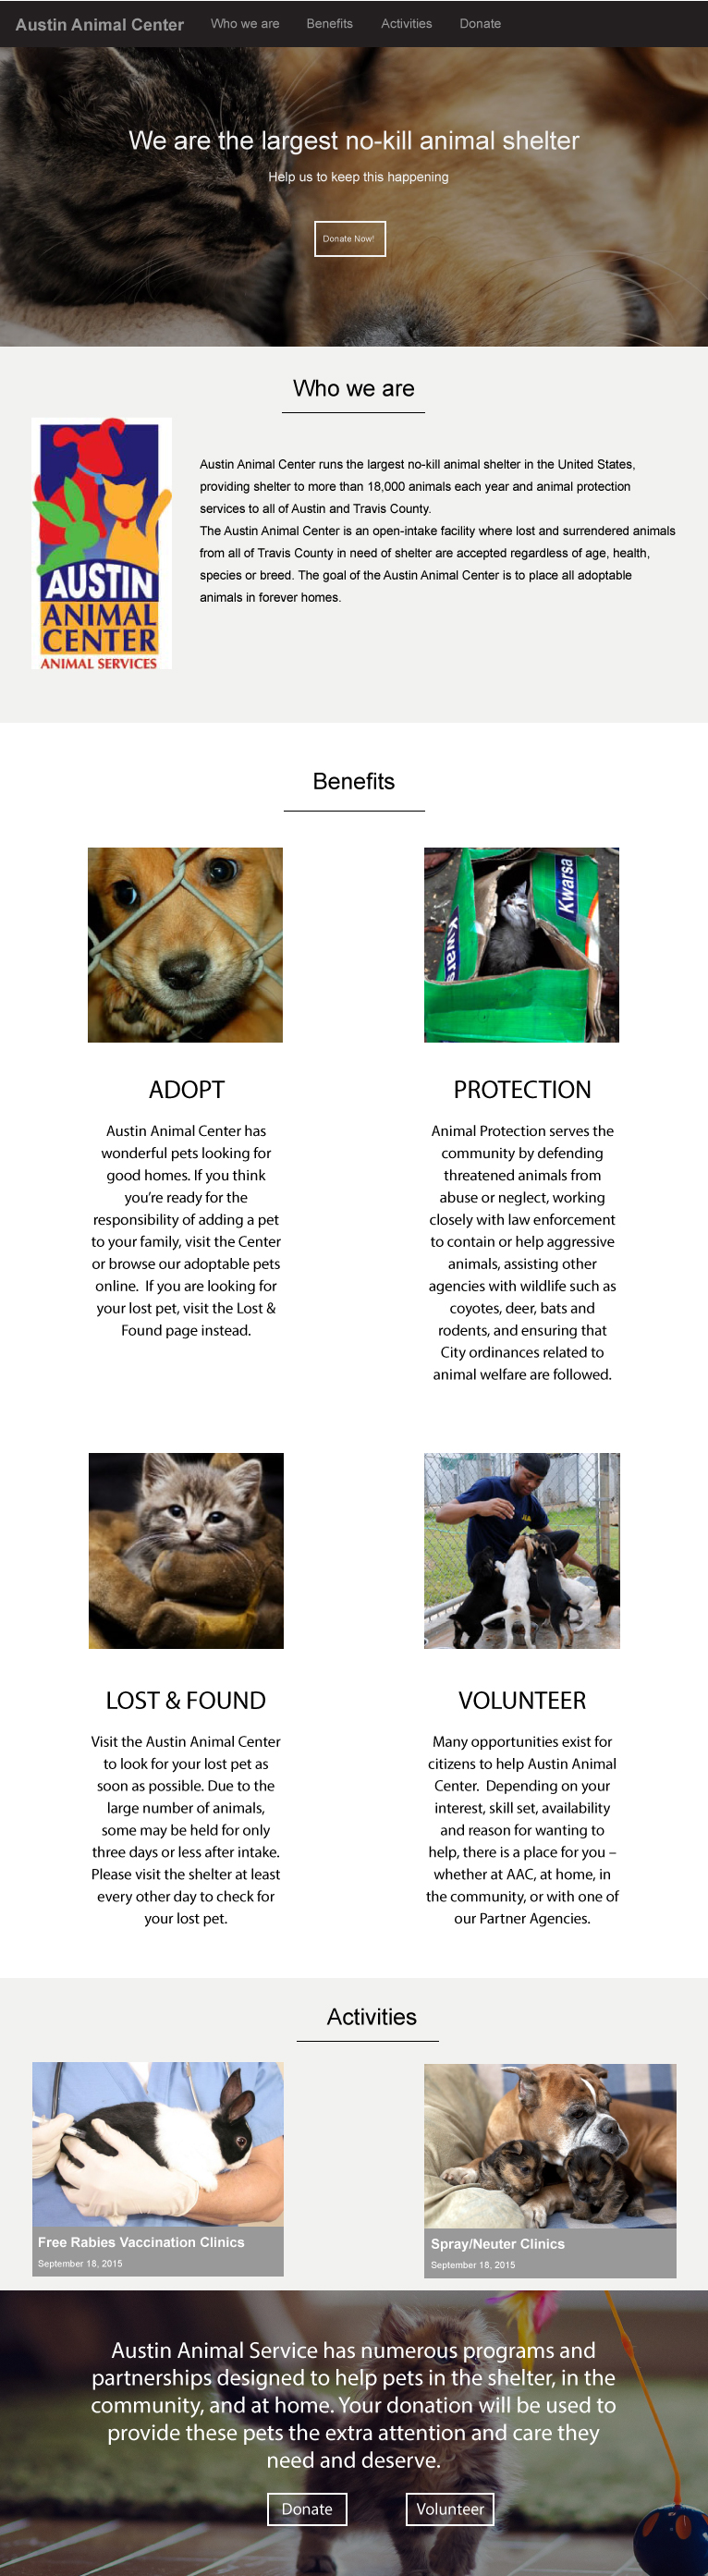 Austin Animal Center Who we are Benefits Activities Donate
We are the largest no-kill animal shelter
Help us to keep this happening
Donate Now!
Who we are
AUSTIN
ANIMAL
CENTER
ANIMAL SERVICES
Austin Animal Center runs the largest no-kill animal shelter in the United States,
providing shelter to more than 18,000 animals each year and animal protection
services to all of Austin and Travis County.
The Austin Animal Center is an open-intake facility where lost and surrendered animals
from all of Travis County in need of shelter are accepted regardless of age, health,
species or breed. The goal of the Austin Animal Center is to place all adoptable
animals in forever homes.
Benefits
Kwarsa
ADOPT
Austin Animal Center has
wonderful pets looking for
good homes. If you think
you’re ready for the
responsibility of adding a pet
to your family, visit the Center
or browse our adoptable pets
online.  If you are looking for
your lost pet, visit the Lost &
Found page instead.
PROTECTION
Animal Protection serves the
community by defending
threatened animals from
abuse or neglect, working
closely with law enforcement
to contain or help aggressive
animals, assisting other
agencies with wildlife such as
coyotes, deer, bats and
rodents, and ensuring that
City ordinances related to
animal welfare are followed.
LOST & FOUND
Visit the Austin Animal Center
to look for your lost pet as
soon as possible. Due to the
large number of animals,
some may be held for only
three days or less after intake.
Please visit the shelter at least
every other day to check for
your lost pet.
VOLUNTEER
Many opportunities exist for
citizens to help Austin Animal
Center.  Depending on your
interest, skill set, availability
and reason for wanting to
help, there is a place for you –
whether at AAC, at home, in
the community, or with one of
our Partner Agencies.
Activities
Free Rabies Vaccination Clinics
September 18, 2015
Spray/Neuter Clinics
September 18, 2015
Austin Animal Service has numerous programs and
partnerships designed to help pets in the shelter, in the
community, and at home. Your donation will be used to
provide these pets the extra attention and care they
need and deserve.
Donate Volunteer